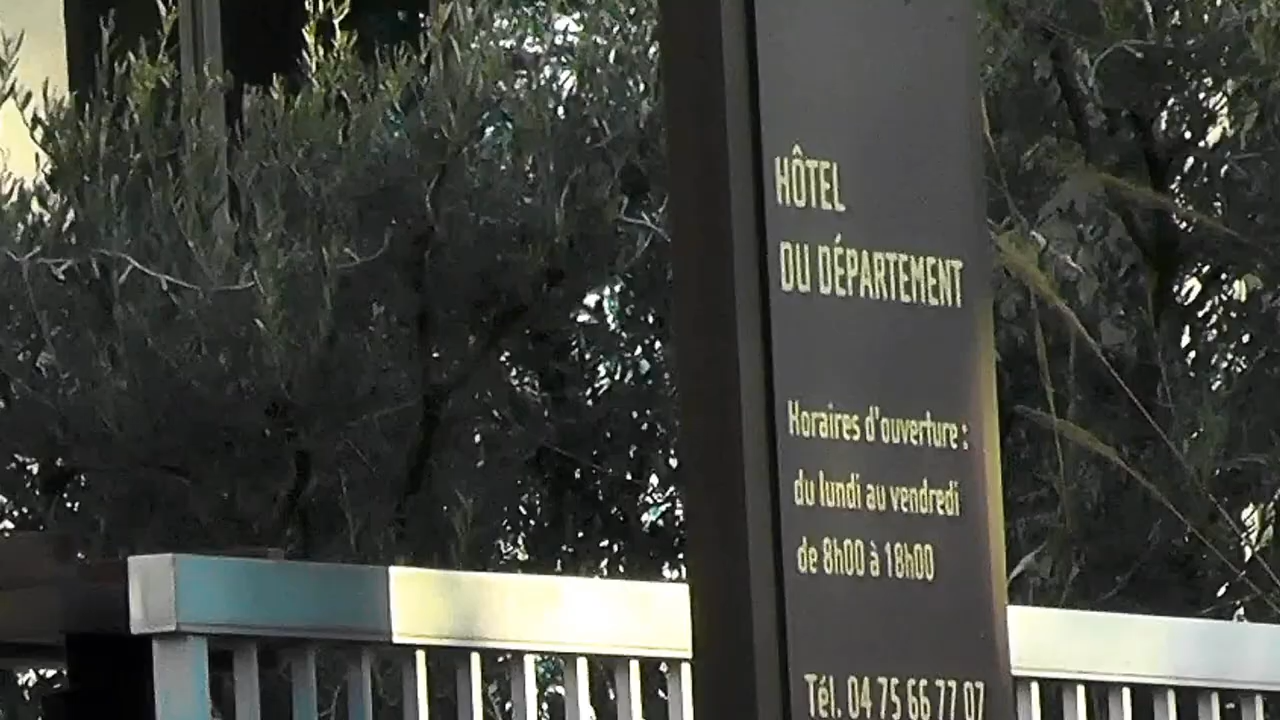 HÔTEL
DU DÉPARTEMENT
Horaires d'ouverture :
du lundi au vendredi
de 8h00 à 18h00
Tél. 04 75 66 77 07